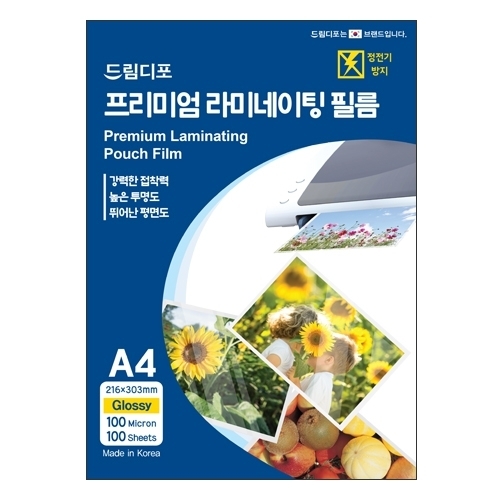 드림디포는 브랜드입니다.
정전기
방지
드림디포
프리미엄 라미네이팅 필름
Premium Laminating
Pouch Film
강력한 접착력
높은 투명도
뛰어난 평면도
A4
216×303mm
Glossy
100 Micron
100 Sheets
Made in Korea